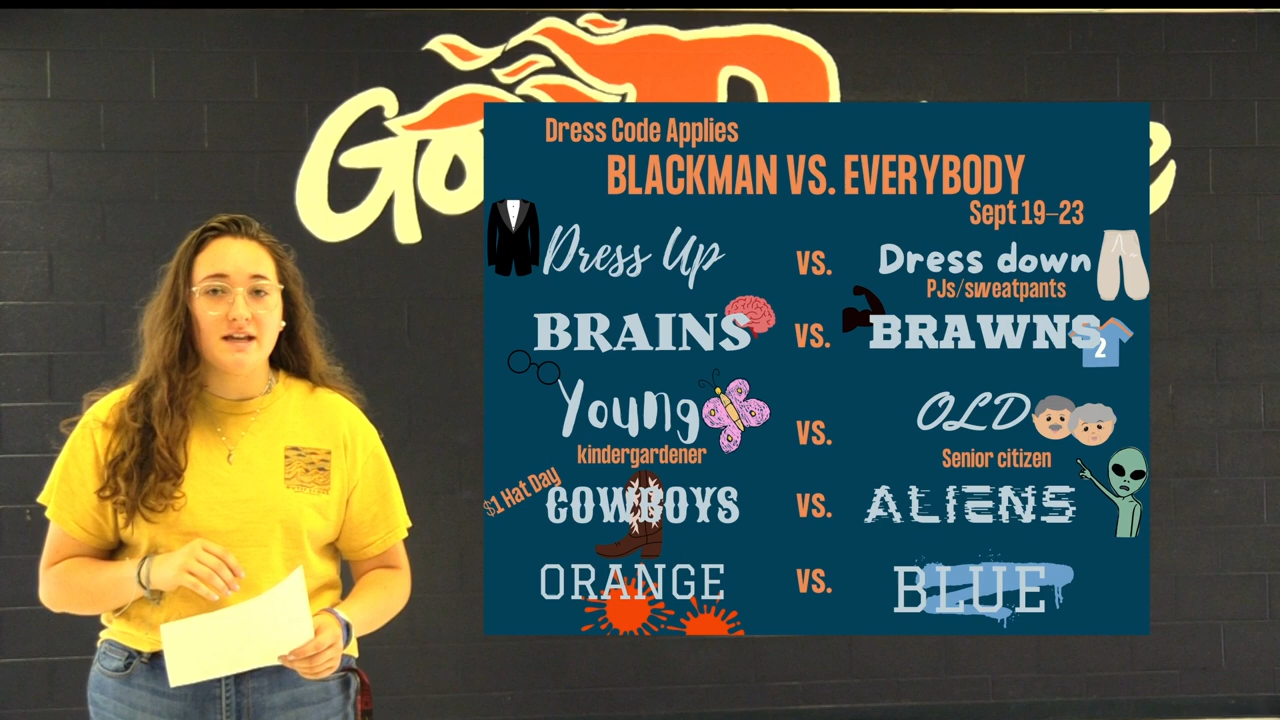 Go
Dress Code Applies
BLACKMAN VS. EVERYBODY
Sept 19–23
Dress Up vs. Dress down
PJs/sweatpants
BRAINS vs. BRAWNS
2
Young vs. OLD
kindergardener Senior citizen
$1 Hat Day
COWBOYS vs. ALIENS
ORANGE vs. BLUE